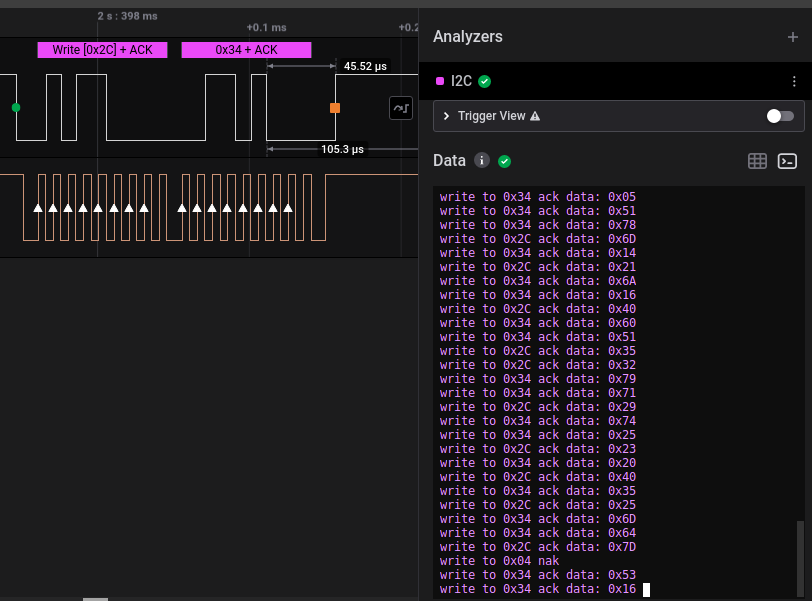 2 s : 398 ms
+0.1 ms
+0.2
Write [0x2C] + ACK
0x34 + ACK
45.52 µs
105.3 µs
Analyzers
I2C
Trigger View
Data
write to 0x34 ack data: 0x05
write to 0x34 ack data: 0x51
write to 0x34 ack data: 0x78
write to 0x2C ack data: 0x6D
write to 0x34 ack data: 0x14
write to 0x2C ack data: 0x21
write to 0x34 ack data: 0x6A
write to 0x34 ack data: 0x16
write to 0x2C ack data: 0x40
write to 0x34 ack data: 0x60
write to 0x34 ack data: 0x51
write to 0x2C ack data: 0x35
write to 0x2C ack data: 0x32
write to 0x34 ack data: 0x79
write to 0x34 ack data: 0x71
write to 0x2C ack data: 0x29
write to 0x34 ack data: 0x74
write to 0x34 ack data: 0x25
write to 0x2C ack data: 0x23
write to 0x34 ack data: 0x20
write to 0x2C ack data: 0x40
write to 0x34 ack data: 0x35
write to 0x2C ack data: 0x25
write to 0x34 ack data: 0x6D
write to 0x34 ack data: 0x64
write to 0x2C ack data: 0x7D
write to 0x04 nak
write to 0x34 ack data: 0x53
write to 0x34 ack data: 0x16